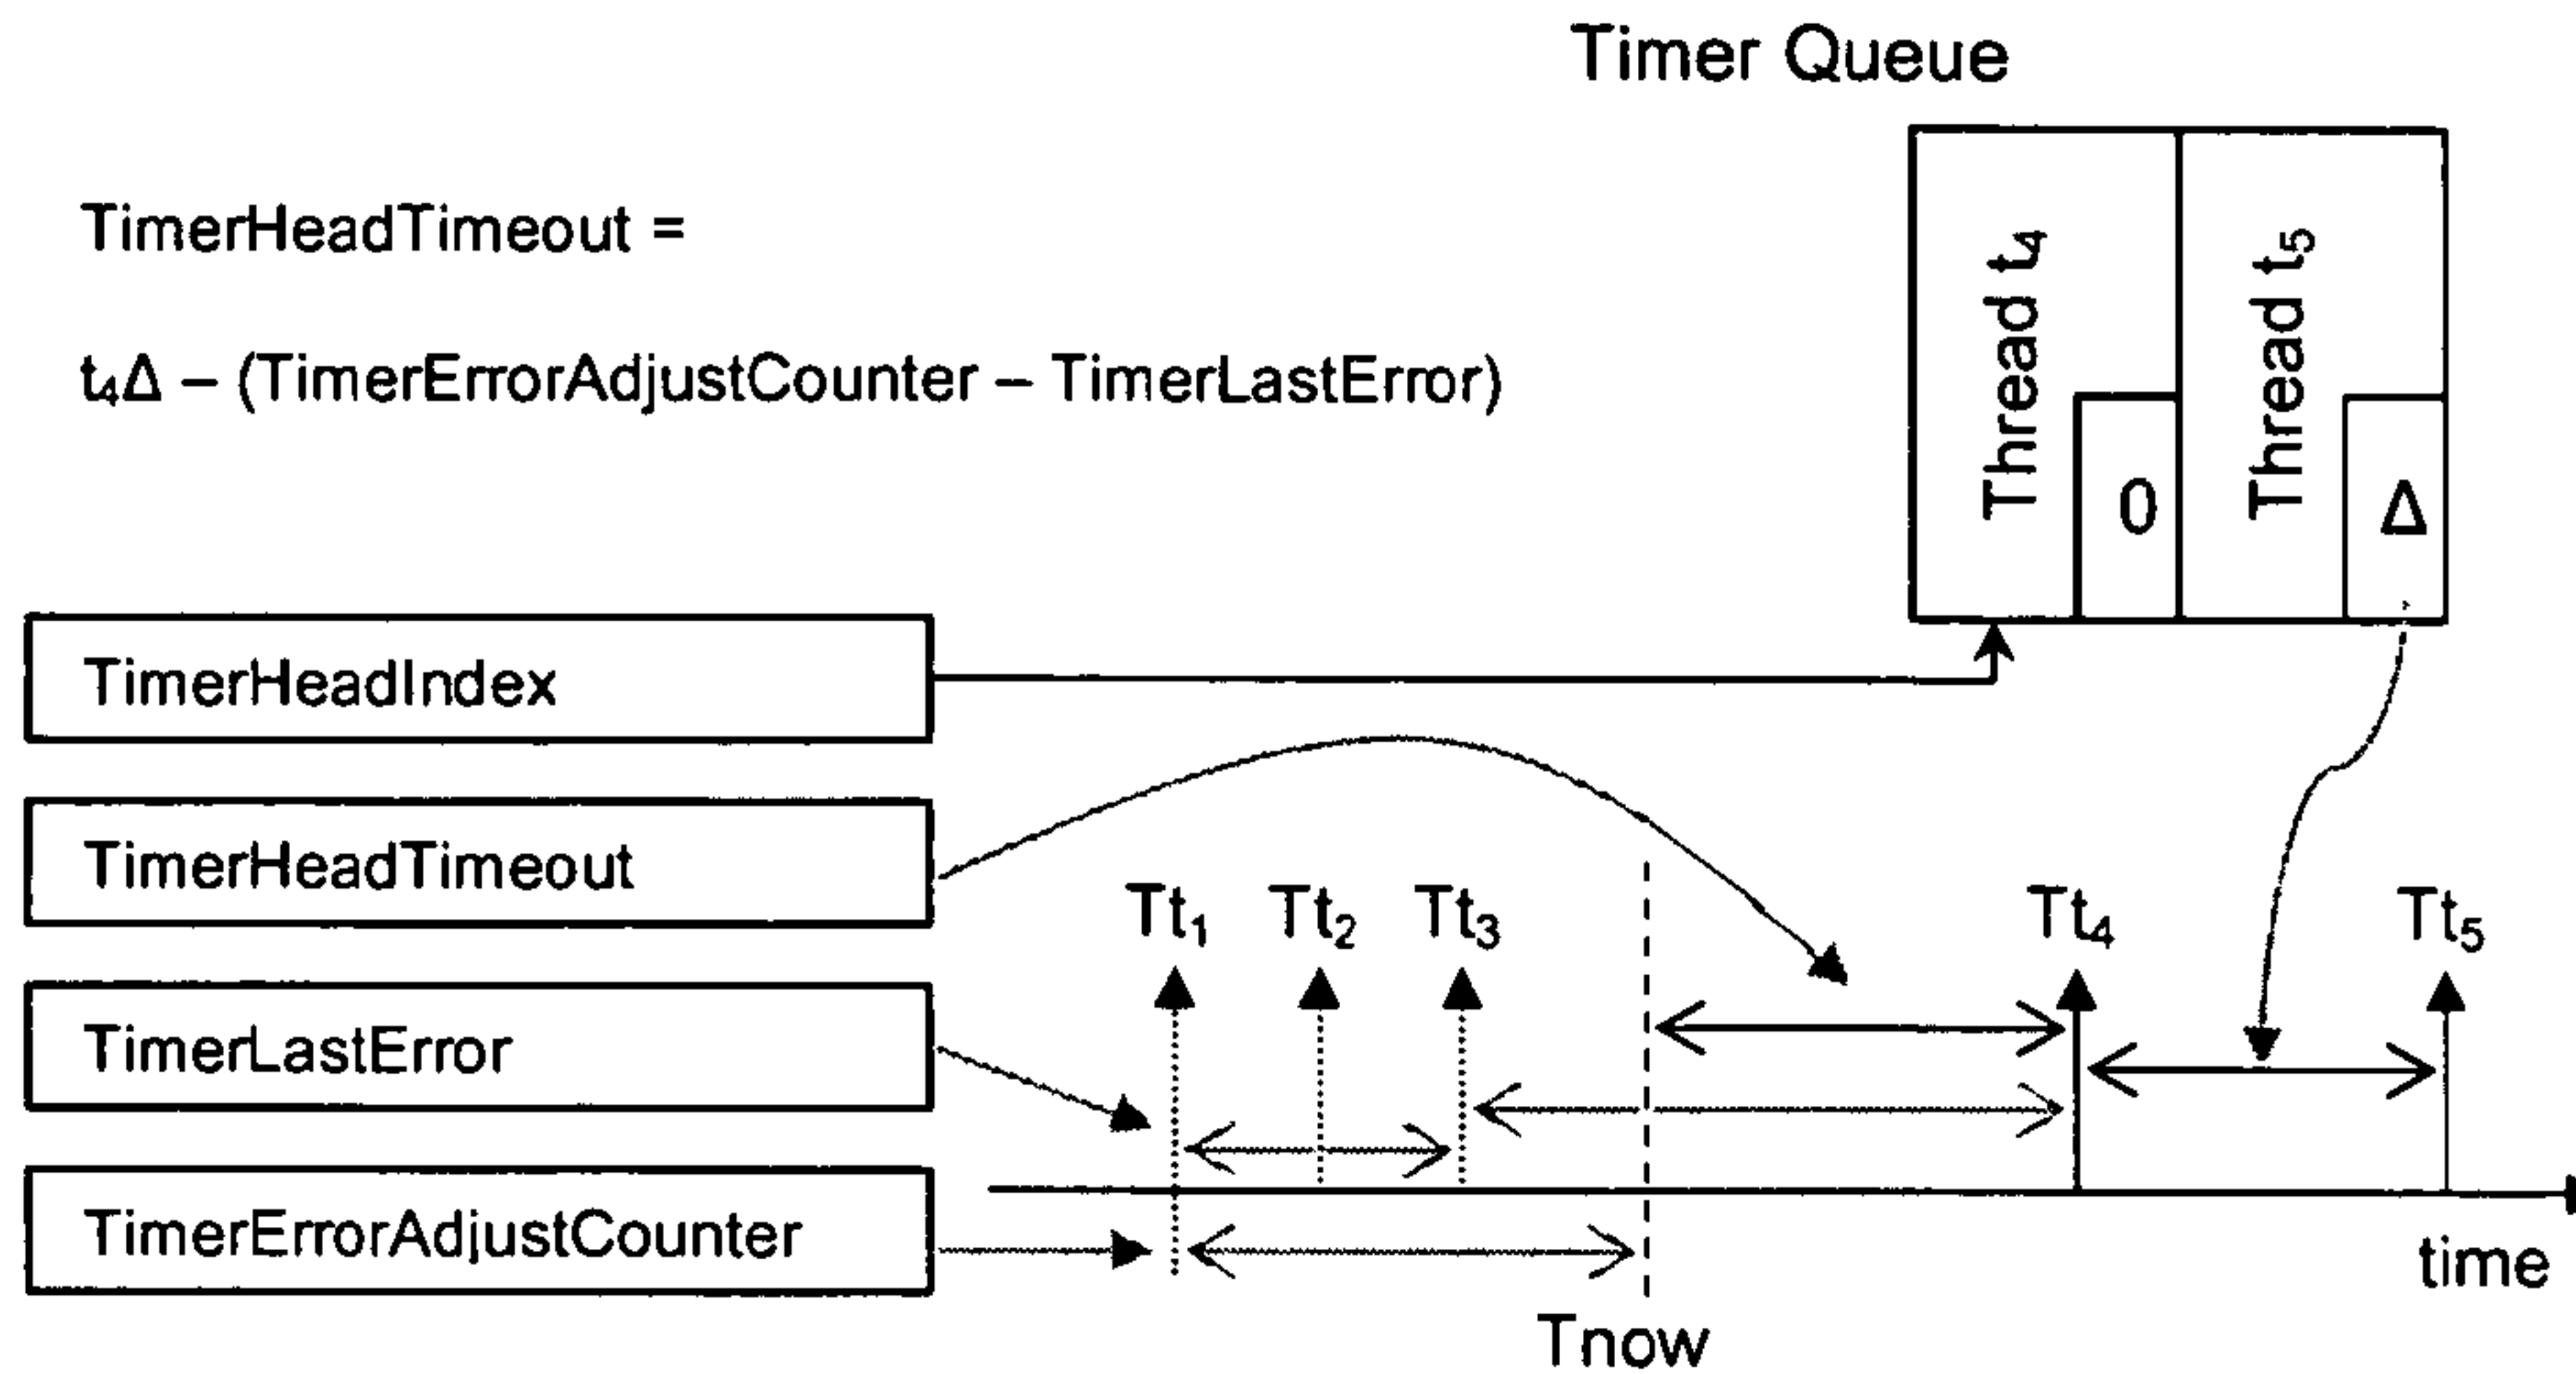 Timer Queue
TimerHeadTimeout =
t₄Δ – (TimerErrorAdjustCounter – TimerLastError)
Thread t₄
0
Thread t₅
Δ
TimerHeadIndex
TimerHeadTimeout
TimerLastError
TimerErrorAdjustCounter
Tt₁ Tt₂ Tt₃ Tt₄ Tt₅
time
Tnow